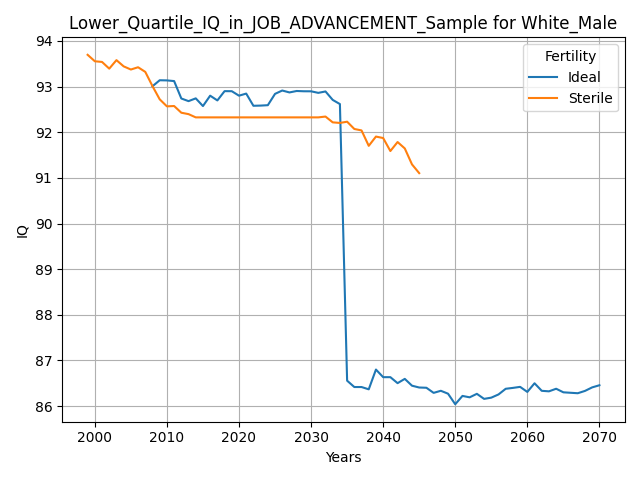 Lower_Quartile_IQ_in_JOB_ADVANCEMENT_Sample for White_Male
94
93
92
91
90
89
88
87
86
IQ
Fertility
Ideal
Sterile
2000 2010 2020 2030 2040 2050 2060 2070
Years